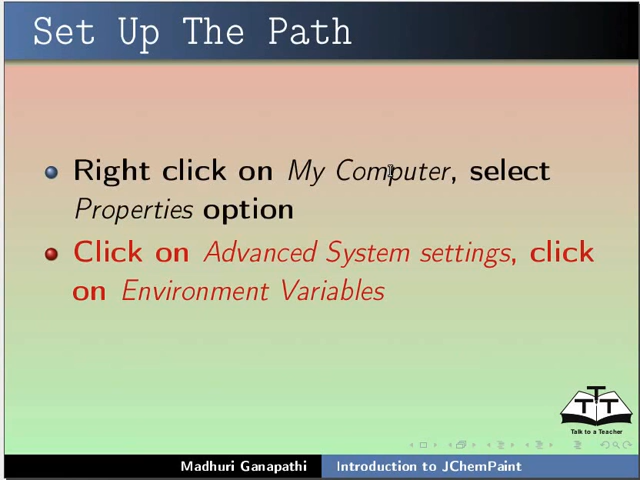 Set Up The Path
Right click on My Computer, select
Properties option
Click on Advanced System settings, click
on Environment Variables
T T T
Talk to a Teacher
Madhuri Ganapathi Introduction to JChemPaint